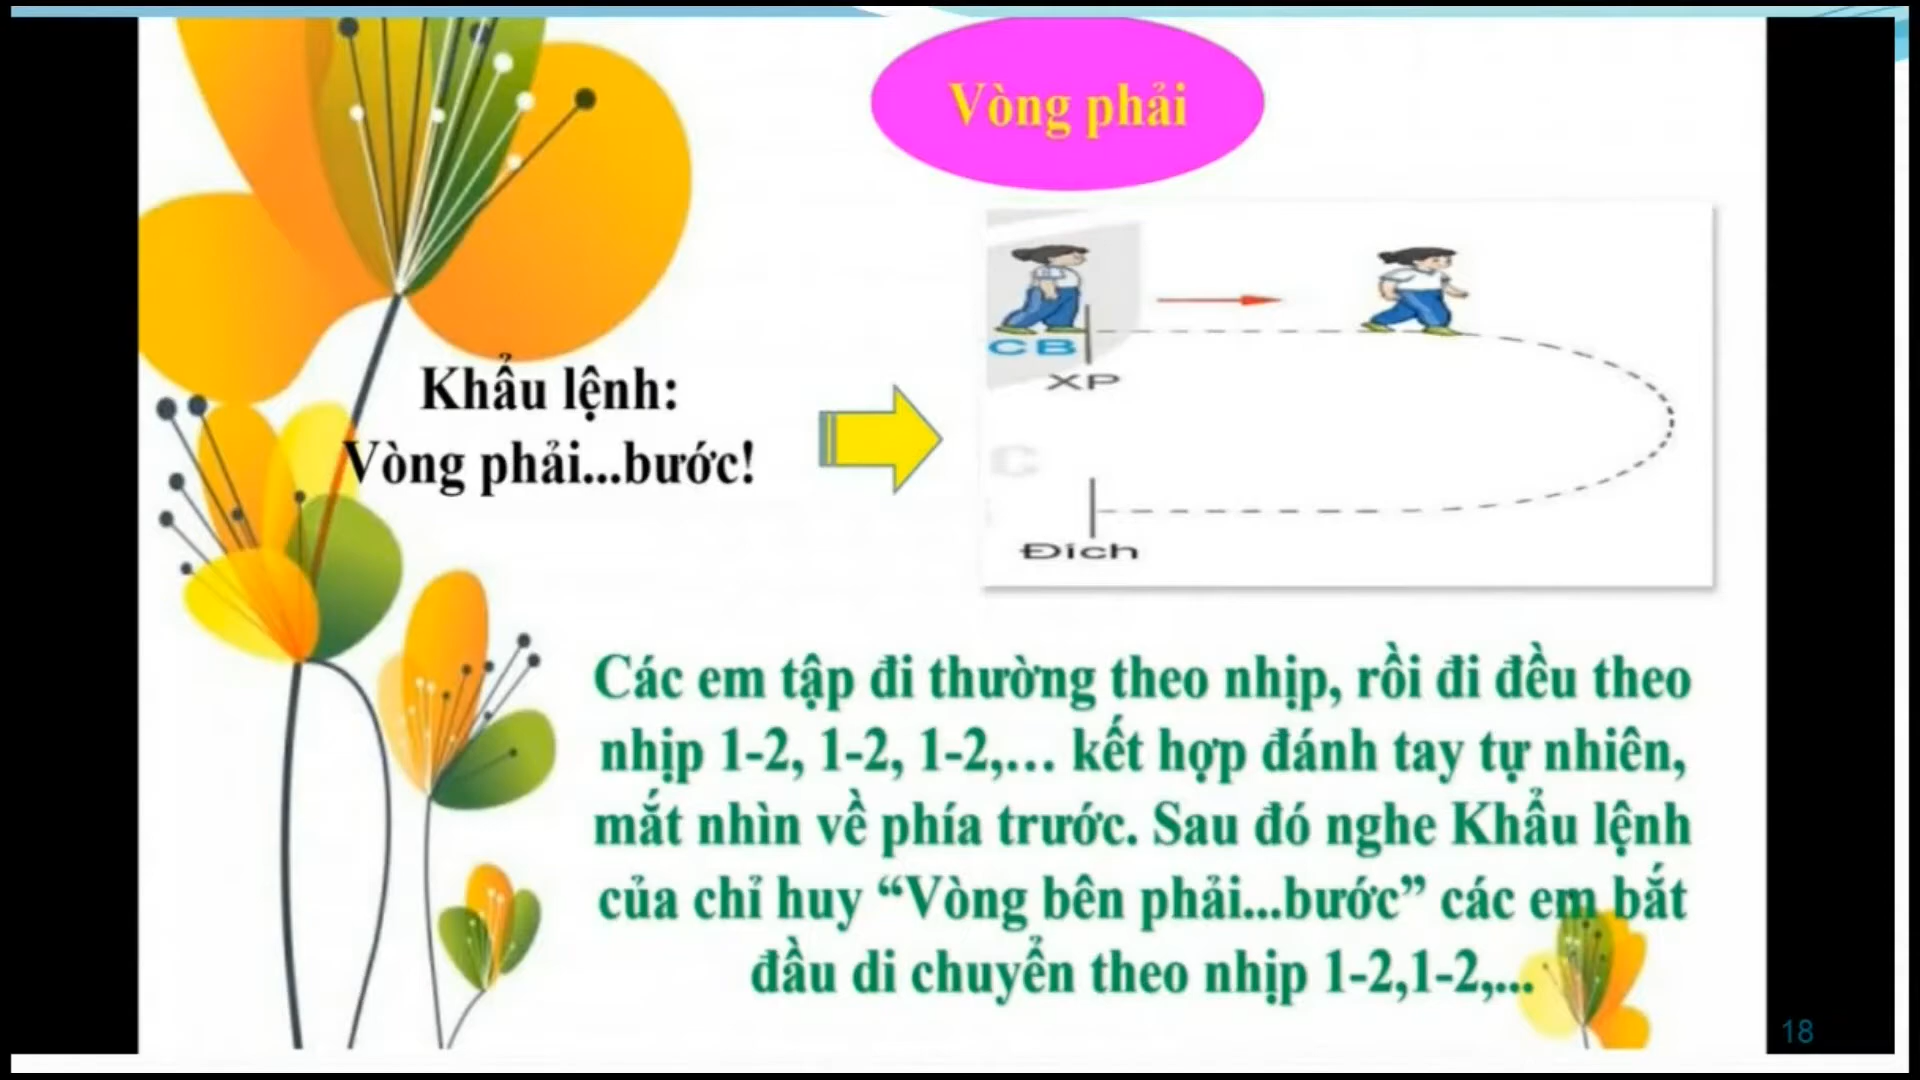 Vòng phải
Khẩu lệnh:
Vòng phải...bước!
CB
XP
C
Đích
Các em tập đi thường theo nhịp, rồi đi đều theo
nhịp 1-2, 1-2, 1-2,… kết hợp đánh tay tự nhiên,
mắt nhìn về phía trước. Sau đó nghe Khẩu lệnh
của chỉ huy “Vòng bên phải...bước” các em bắt
đầu di chuyển theo nhịp 1-2,1-2,...
18